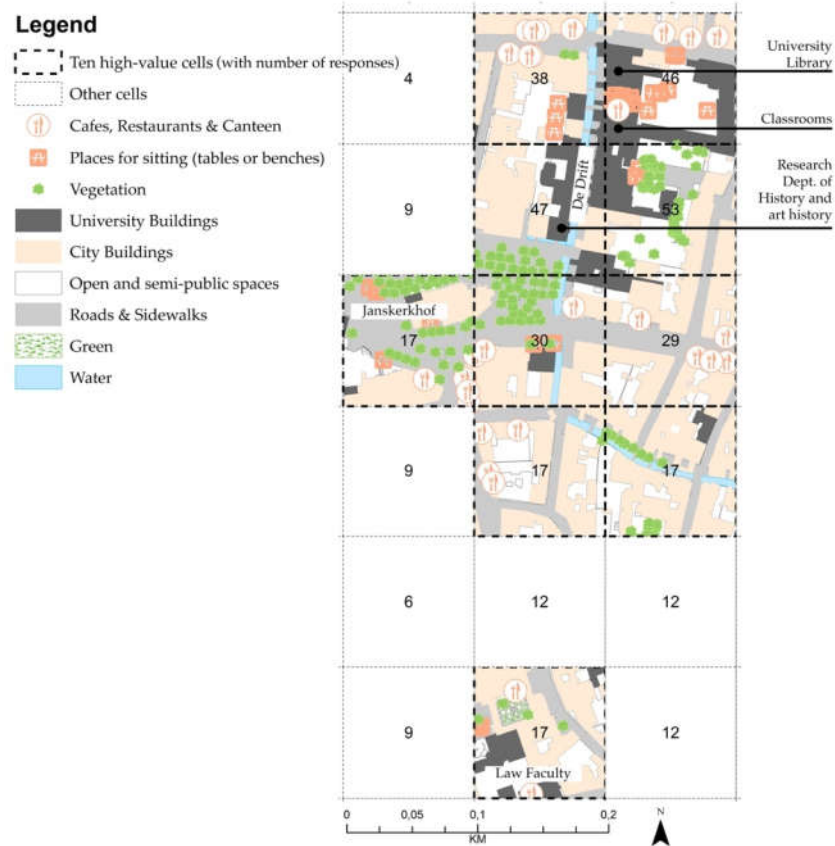 Legend
Ten high-value cells (with number of responses)
Other cells
Cafes, Restaurants & Canteen
Places for sitting (tables or benches)
Vegetation
University Buildings
City Buildings
Open and semi-public spaces
Roads & Sidewalks
Green
Water
4
38
46
University
Library
Classrooms
Research
Dept. of
History and
art history
9
47
De Drift
53
Janskerkhof
17
30
29
9
17
17
6
12
12
9
17
12
Law Faculty
0
0,05
0,1
0,2
KM
N